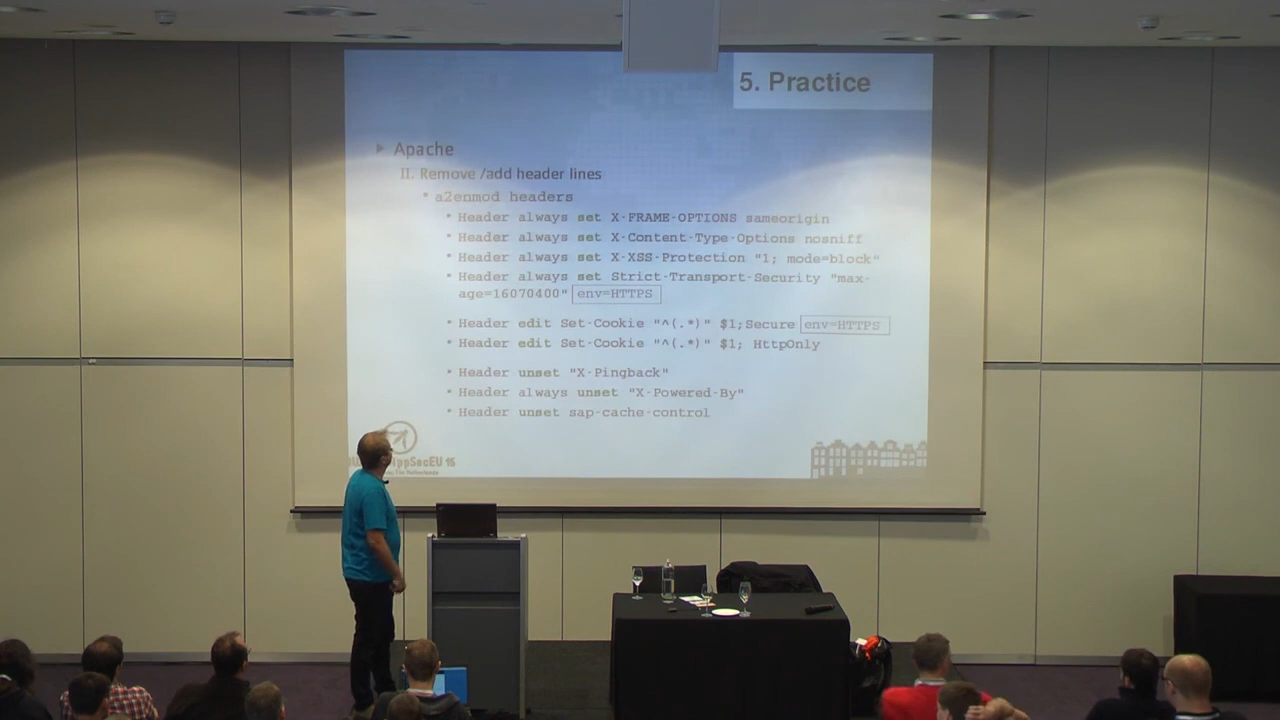 5. Practice
Apache
II. Remove /add header lines
a2enmod headers
Header always set X-FRAME-OPTIONS sameorigin
Header always set X-Content-Type-Options nosniff
Header always set X-XSS-Protection "1; mode=block"
Header always set Strict-Transport-Security "max-
age=16070400" env=HTTPS
Header edit Set-Cookie "^(.*)" $1;Secure env=HTTPS
Header edit Set-Cookie "^(.*)" $1; HttpOnly
Header unset "X-Pingback"
Header always unset "X-Powered-By"
Header unset sap-cache-control
AppSecEU 15
The Netherlands